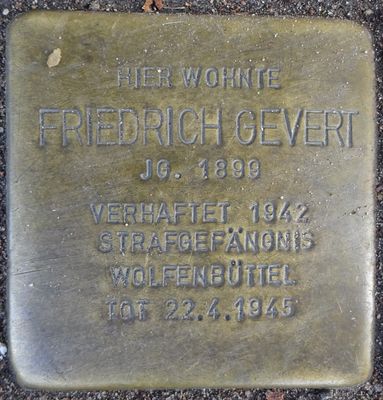 HIER WOHNTE
FRIEDRICH GEVERT
JG. 1899
VERHAFTET 1942
STRAFGEFÄNGNIS
WOLFENBÜTTEL
TOT 22.4.1945